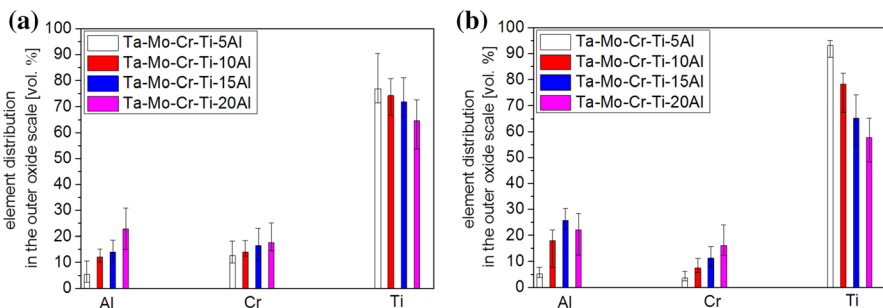 (a)
element distribution
in the outer oxide scale [vol. %]
100
90
80
70
60
50
40
30
20
10
0
Ta-Mo-Cr-Ti-5Al
Ta-Mo-Cr-Ti-10Al
Ta-Mo-Cr-Ti-15Al
Ta-Mo-Cr-Ti-20Al
Al Cr Ti
(b)
element distribution
in the outer oxide scale [vol. %]
100
90
80
70
60
50
40
30
20
10
0
Ta-Mo-Cr-Ti-5Al
Ta-Mo-Cr-Ti-10Al
Ta-Mo-Cr-Ti-15Al
Ta-Mo-Cr-Ti-20Al
Al Cr Ti